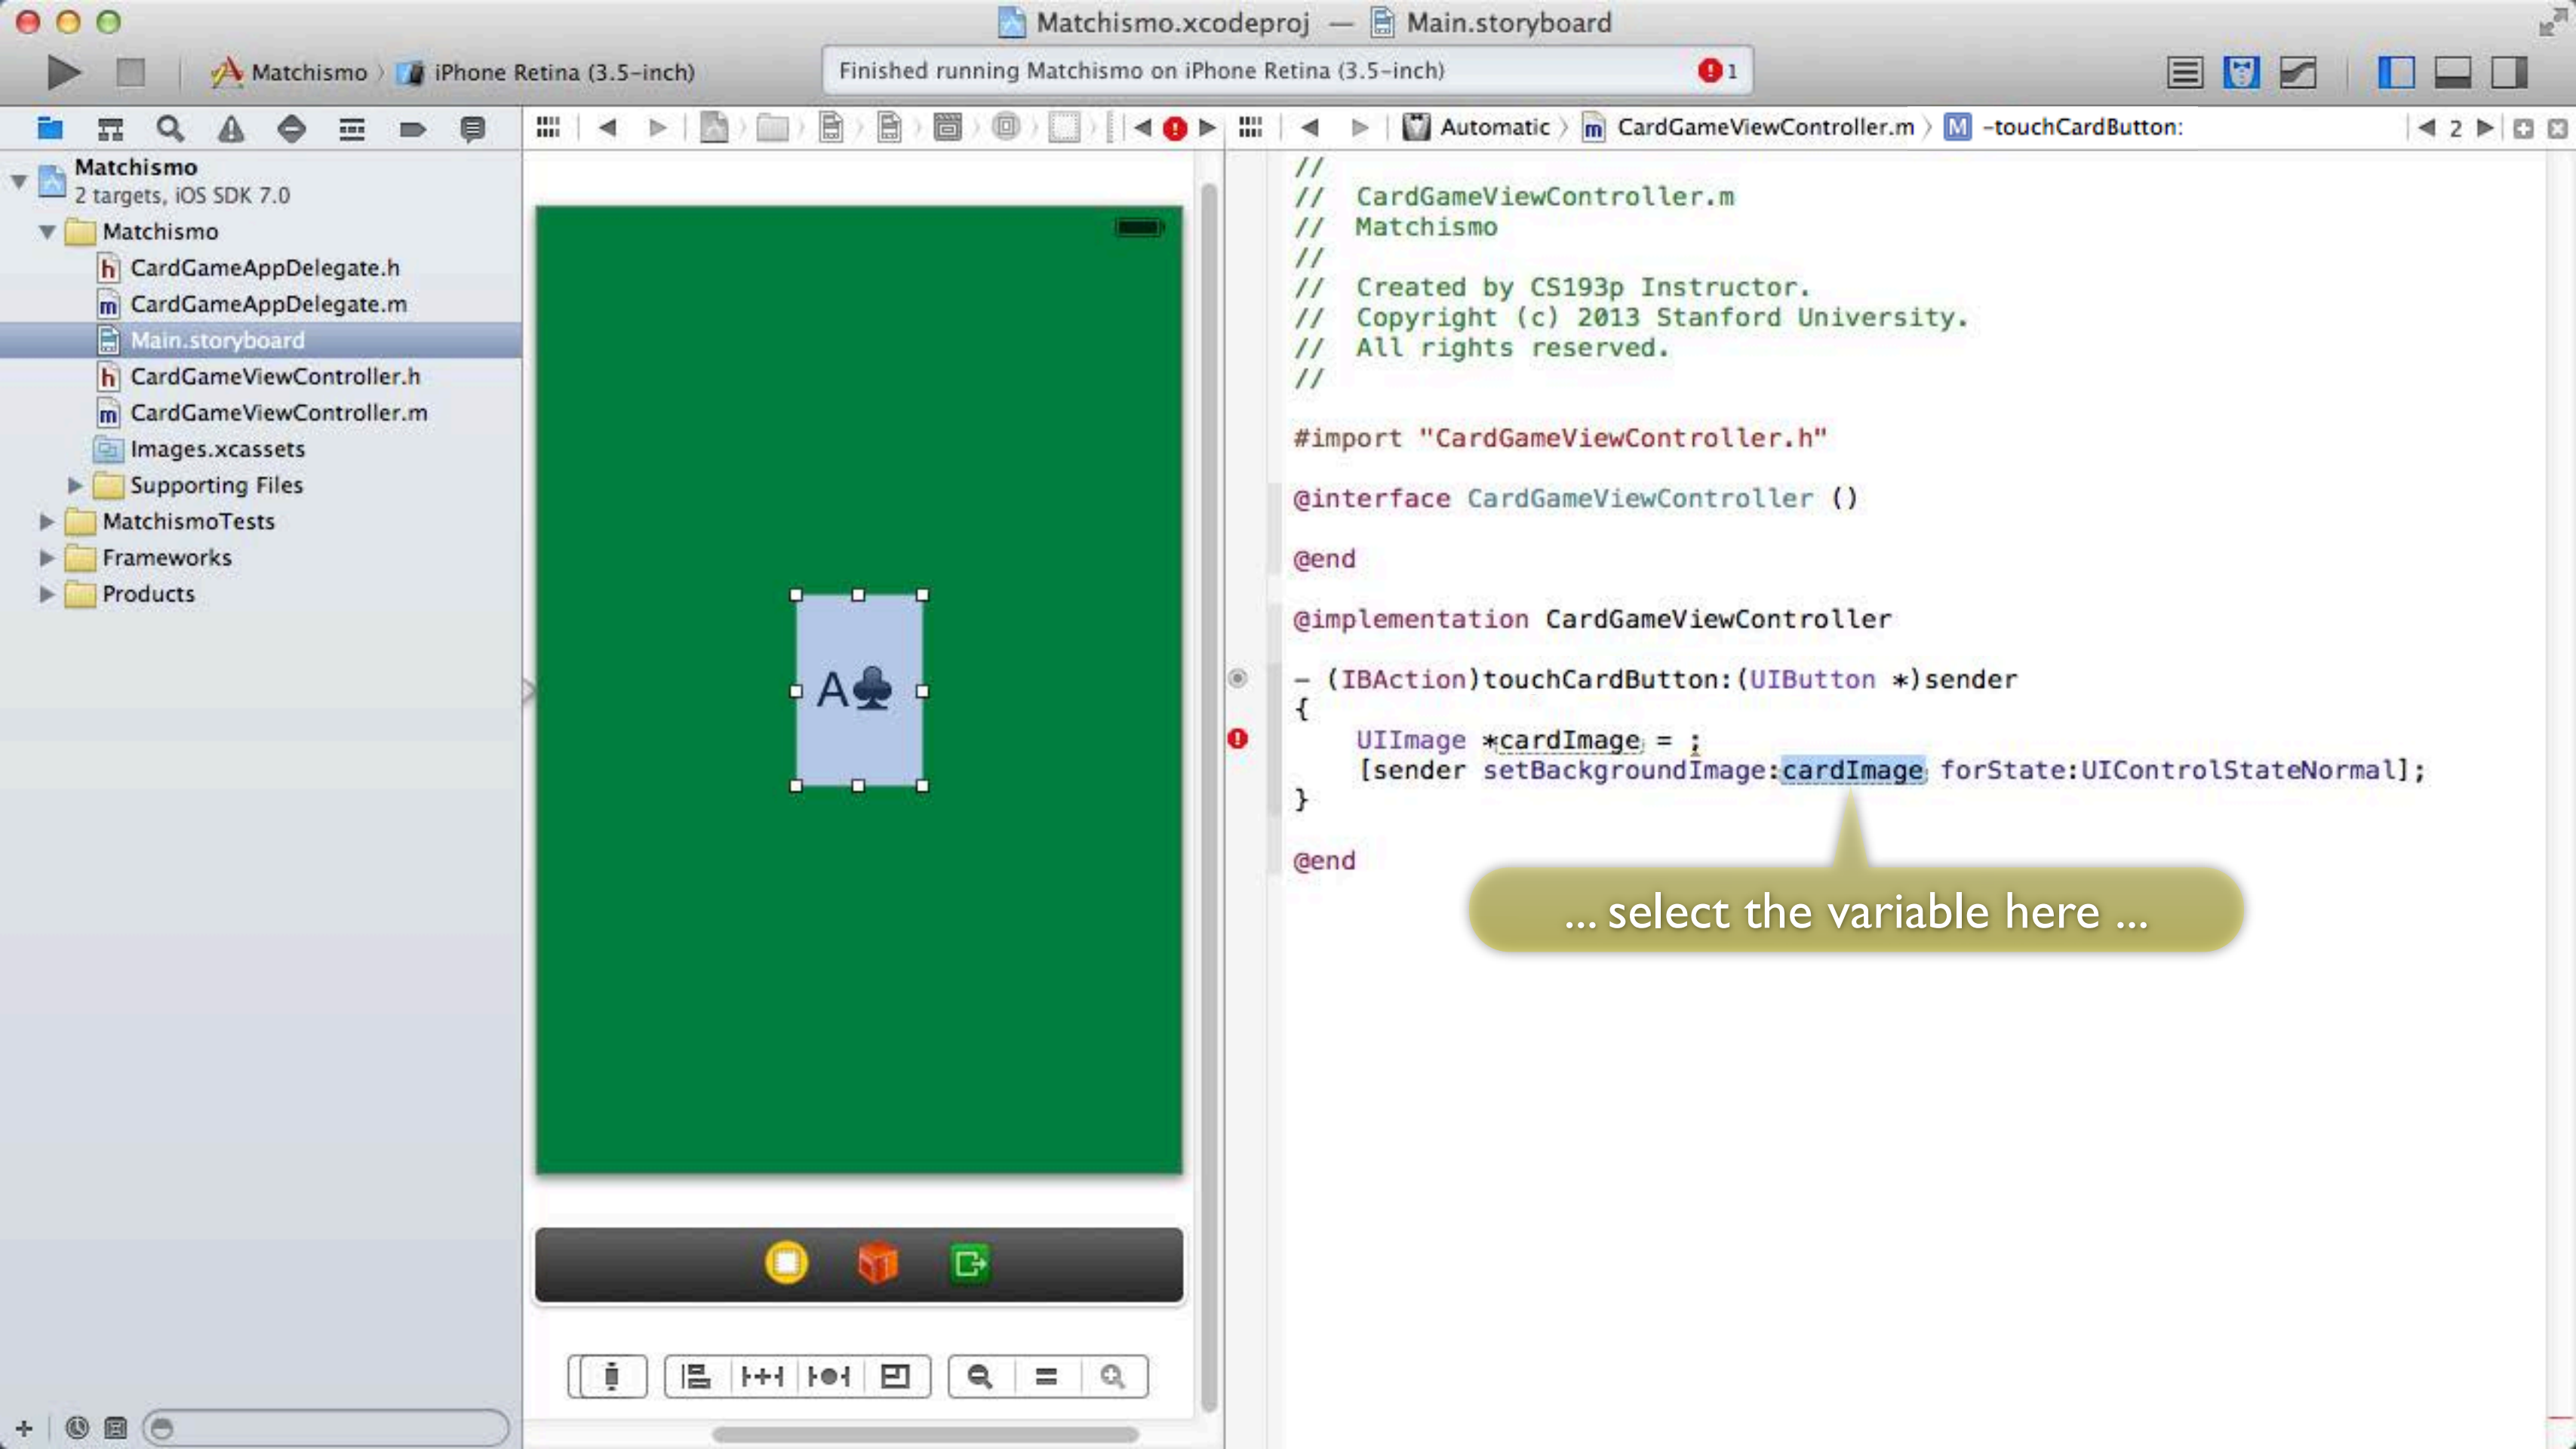 Matchismo.xcodeproj — Main.storyboard
Matchismo iPhone Retina (3.5-inch)
Finished running Matchismo on iPhone Retina (3.5-inch) 1
Automatic CardGameViewController.m M -touchCardButton: 2
Matchismo
2 targets, iOS SDK 7.0
Matchismo
h CardGameAppDelegate.h
m CardGameAppDelegate.m
Main.storyboard
h CardGameViewController.h
m CardGameViewController.m
Images.xcassets
Supporting Files
MatchismoTests
Frameworks
Products
A♣
//
// CardGameViewController.m
// Matchismo
//
// Created by CS193p Instructor.
// Copyright (c) 2013 Stanford University.
// All rights reserved.
//
#import "CardGameViewController.h"
@interface CardGameViewController ()
@end
@implementation CardGameViewController
- (IBAction)touchCardButton:(UIButton *)sender
{
UIImage *cardImage = ;
[sender setBackgroundImage:cardImage forState:UIControlStateNormal];
}
@end
... select the variable here ...